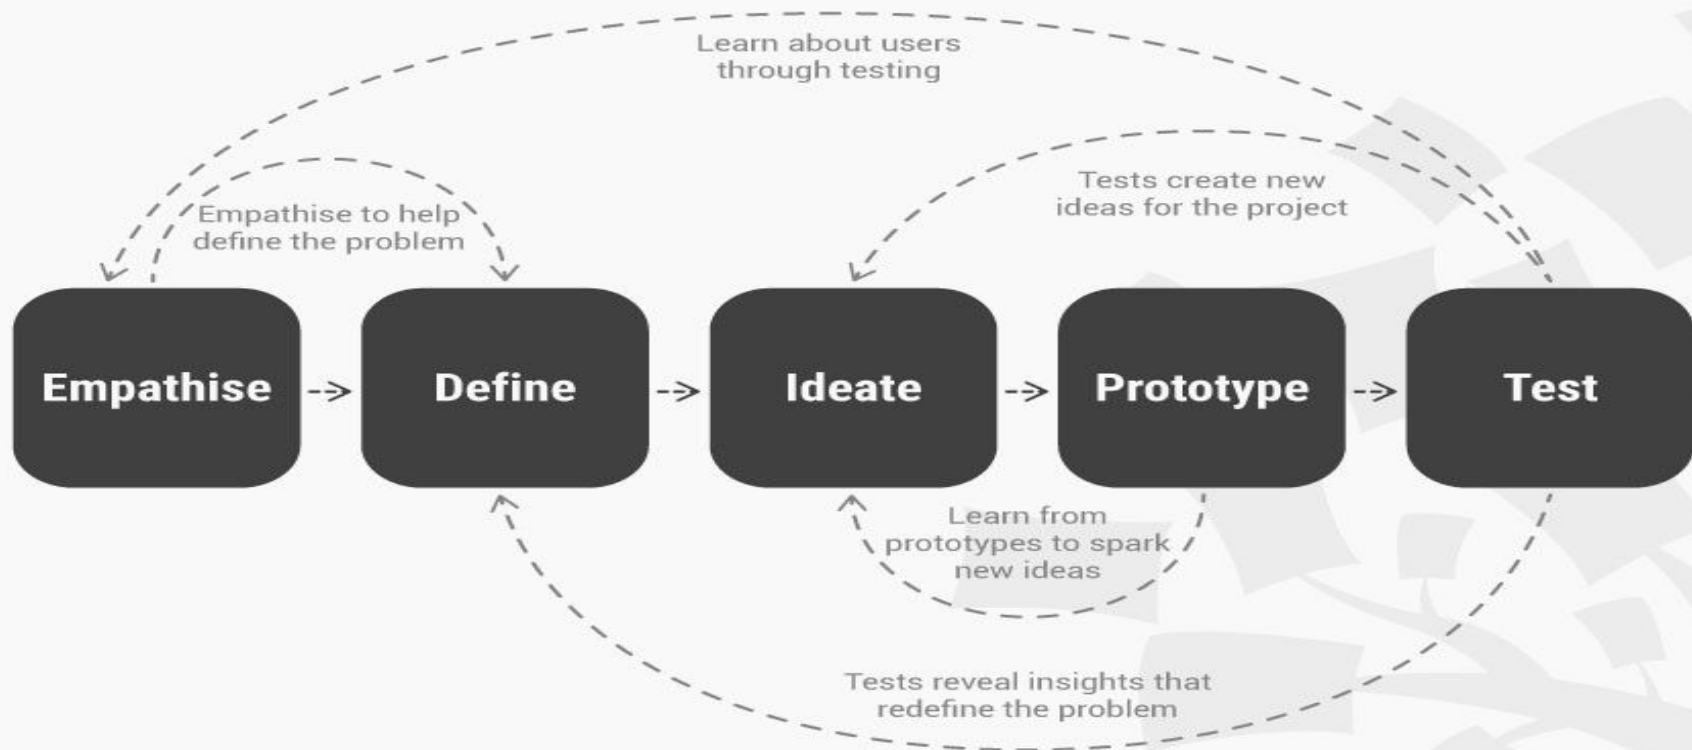 Learn about users
through testing
Tests create new
ideas for the project
Empathise to help
define the problem
Empathise
Define
Ideate
Prototype
Test
Learn from
prototypes to spark
new ideas
Tests reveal insights that
redefine the problem